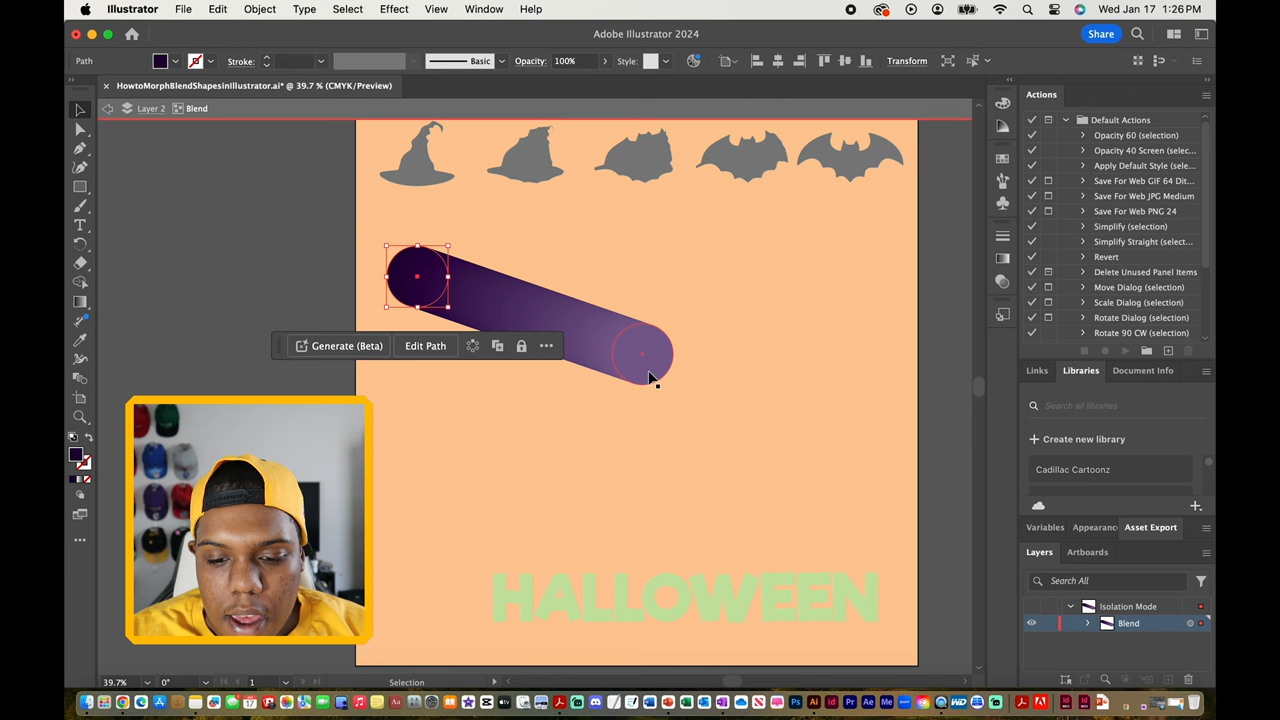 Illustrator File Edit Object Type Select Effect View Window Help
Wed Jan 17 1:26 PM
Adobe Illustrator 2024
Share
Path
Stroke:
Basic
Opacity: 100%
Style:
Transform
× HowtoMorphBlendShapesinIllustrator.ai* @ 39.7 % (CMYK/Preview)
Layer 2
Blend
Actions
Default Actions
Opacity 60 (selection)
Opacity 40 Screen (selec...
Apply Default Style (sele...
Save For Web GIF 64 Dit...
Save For Web JPG Medium
Save For Web PNG 24
Simplify (selection)
Simplify Straight (selecti...
Revert
Delete Unused Panel Items
Move Dialog (selection)
Scale Dialog (selection)
Rotate Dialog (selection)
Rotate 90 CW (selection)
Generate (Beta)
Edit Path
Links
Libraries
Document Info
Search all libraries
+ Create new library
Cadillac Cartoonz
Variables
Appearanc
Asset Export
Layers
Artboards
Search All
Isolation Mode
Blend
HALLOWEEN
39.7%
0°
1
Selection